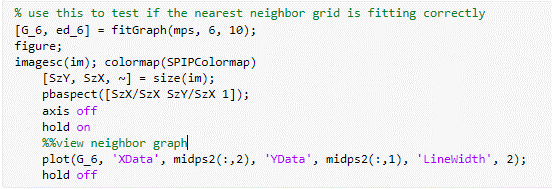 % use this to test if the nearest neighbor grid is fitting correctly
[G_6, ed_6] = fitGraph(mps, 6, 10);
figure;
imagesc(im); colormap(SPIPColormap)
[SzY, SzX, ~] = size(im);
pbaspect([SzX/SzX SzY/SzX 1]);
axis off
hold on
%%view neighbor graph
plot(G_6, 'XData', midps2(:,2), 'YData', midps2(:,1), 'LineWidth', 2);
hold off